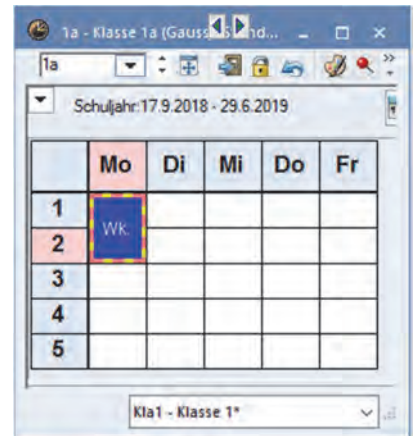 1a - Klasse 1a (Gauss
1a
Schuljahr:17.9.2018 - 29.6.2019
Mo Di Mi Do Fr
1
Wk.
2
3
4
5
Kla1 - Klasse 1*